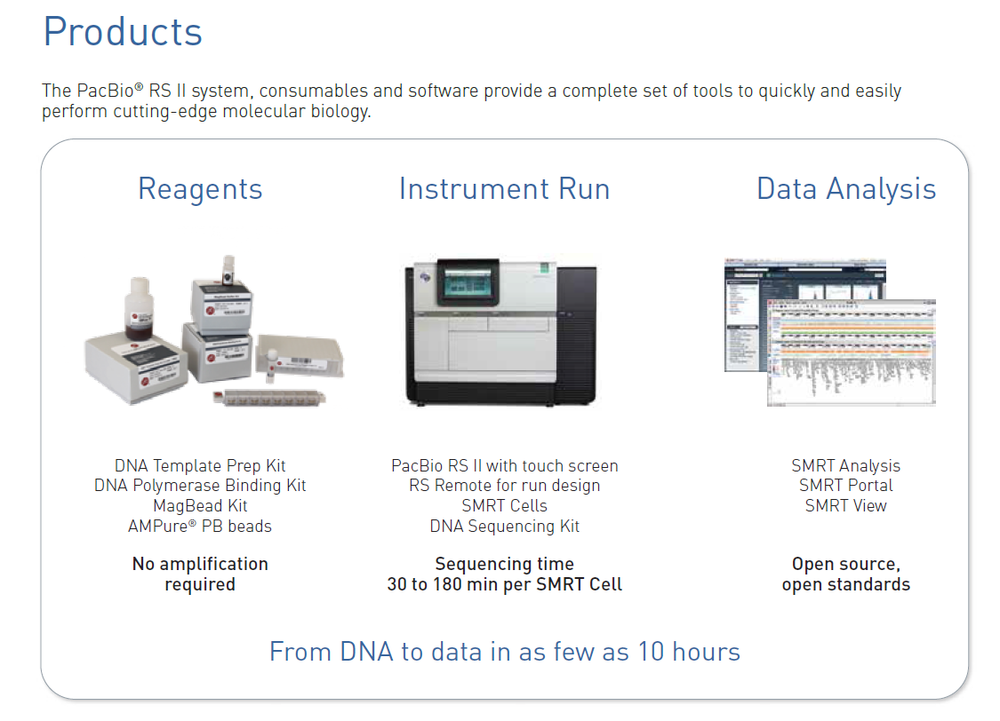 Products
The PacBio® RS II system, consumables and software provide a complete set of tools to quickly and easily
perform cutting-edge molecular biology.
Reagents
Instrument Run
Data Analysis
DNA Template Prep Kit
DNA Polymerase Binding Kit
MagBead Kit
AMPure® PB beads
No amplification
required
PacBio RS II with touch screen
RS Remote for run design
SMRT Cells
DNA Sequencing Kit
Sequencing time
30 to 180 min per SMRT Cell
SMRT Analysis
SMRT Portal
SMRT View
Open source,
open standards
From DNA to data in as few as 10 hours